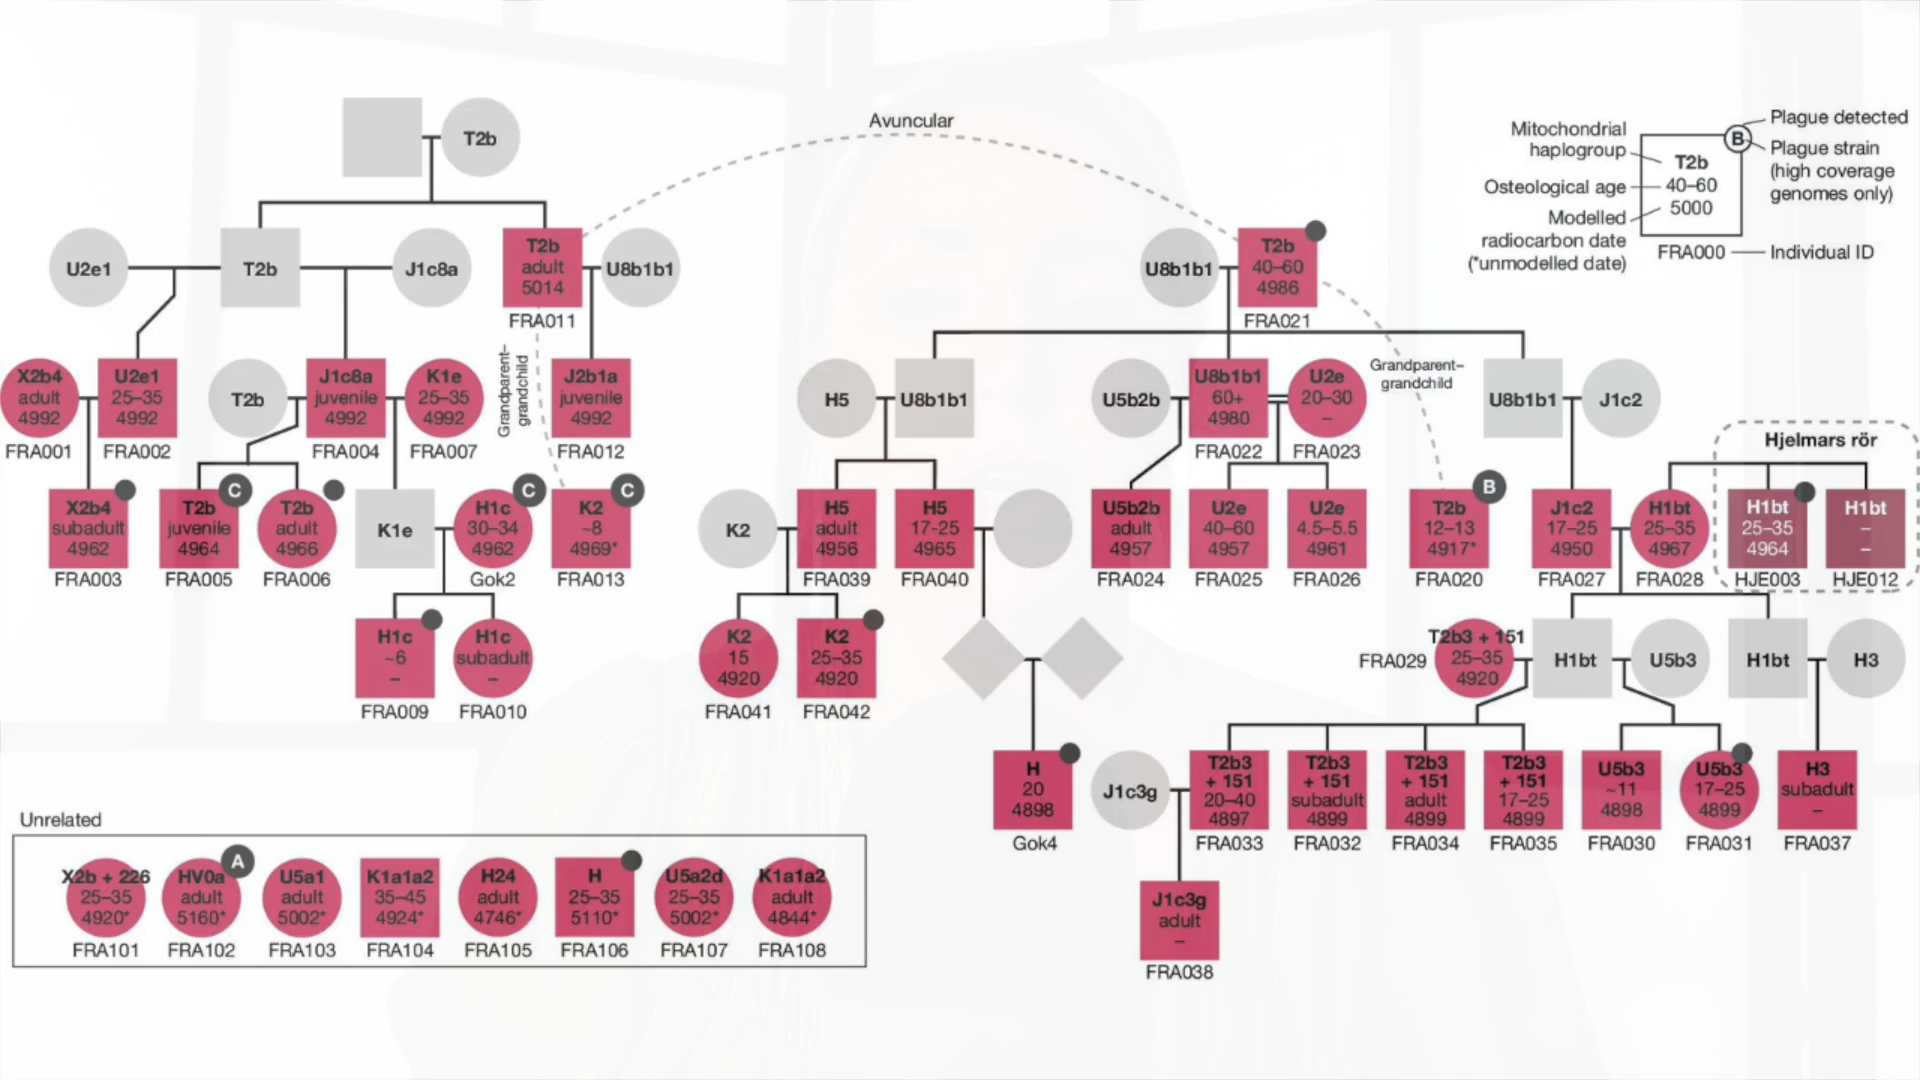 T2b
Avuncular
Mitochondrial
haplogroup
Osteological age
Modelled
radiocarbon date
(*unmodelled date)
B
T2b
40–60
5000
FRA000
Plague detected
Plague strain
(high coverage
genomes only)
Individual ID
U2e1
T2b
J1c8a
T2b
adult
5014
FRA011
U8b1b1
U8b1b1
T2b
40–60
4986
FRA021
Grandparent–
grandchild
Grandparent–
grandchild
X2b4
adult
4992
FRA001
U2e1
25–35
4992
FRA002
T2b
J1c8a
juvenile
4992
FRA004
K1e
25–35
4992
FRA007
J2b1a
juvenile
4992
FRA012
H5
U8b1b1
U5b2b
U8b1b1
60+
4980
FRA022
U2e
20–30
–
FRA023
U8b1b1
J1c2
Hjelmars rör
X2b4
subadult
4962
FRA003
C
T2b
juvenile
4964
FRA005
T2b
adult
4966
FRA006
K1e
C
H1c
30–34
4962
Gok2
C
K2
~8
4969*
FRA013
K2
H5
adult
4956
FRA039
H5
17-25
4965
FRA040
U5b2b
adult
4957
FRA024
U2e
40–60
4957
FRA025
U2e
4.5–5.5
4961
FRA026
B
T2b
12–13
4917*
FRA020
J1c2
17–25
4950
FRA027
H1bt
25–35
4967
FRA028
H1bt
25–35
4964
HJE003
H1bt
–
–
HJE012
H1c
~6
–
FRA009
H1c
subadult
–
FRA010
K2
15
4920
FRA041
K2
25–35
4920
FRA042
FRA029
T2b3 + 151
25–35
4920
H1bt
U5b3
H1bt
H3
H
20
4898
Gok4
J1c3g
T2b3
+ 151
20–40
4897
FRA033
T2b3
+ 151
subadult
4899
FRA032
T2b3
+ 151
adult
4899
FRA034
T2b3
+ 151
17–25
4899
FRA035
U5b3
~11
4898
FRA030
U5b3
17–25
4899
FRA031
H3
subadult
–
FRA037
J1c3g
adult
–
FRA038
Unrelated
X2b + 226
25–35
4920*
FRA101
A
HV0a
adult
5160*
FRA102
U5a1
adult
5002*
FRA103
K1a1a2
35–45
4924*
FRA104
H24
adult
4746*
FRA105
H
25–35
5110*
FRA106
U5a2d
25–35
5002*
FRA107
K1a1a2
adult
4844*
FRA108